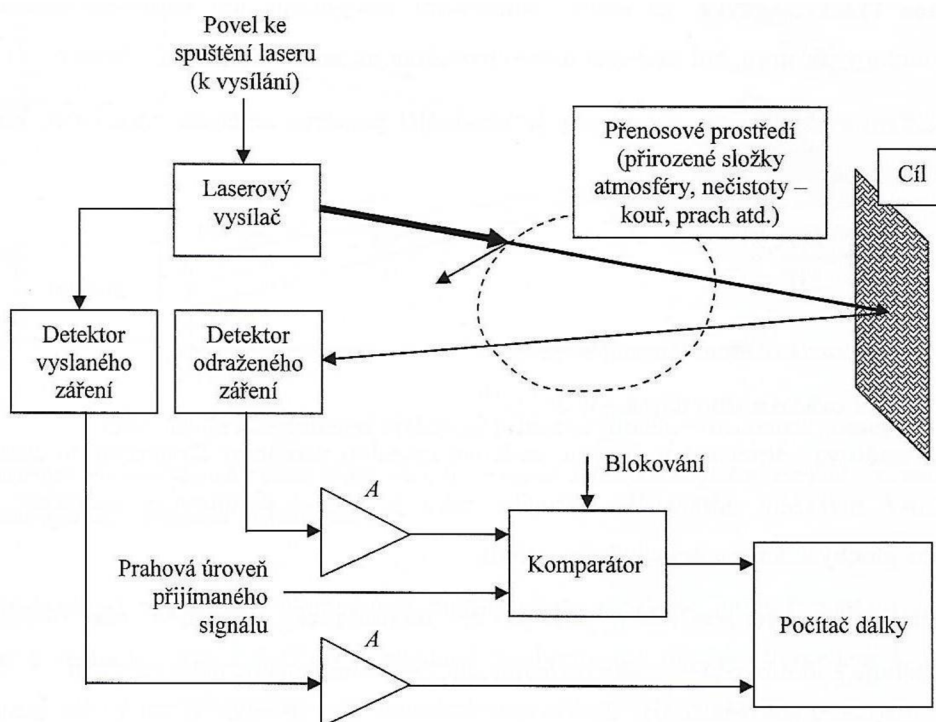 Povel ke
spuštění laseru
(k vysílání)
Přenosové prostředí
(přirozené složky
atmosféry, nečistoty –
kouř, prach atd.)
Cíl
Laserový
vysílač
Detektor
vyslaného
záření
Detektor
odraženého
záření
Blokování
A
Komparátor
Prahová úroveň
přijímaného
signálu
Počítač dálky
A